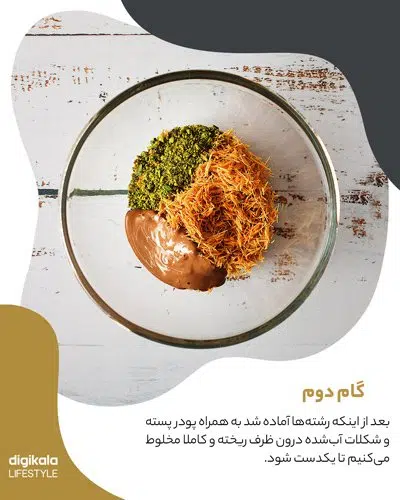 گام دوم
بعد از اینکه رشته‌ها آماده شد به همراه پودر پسته
و شکلات آب‌شده درون ظرف ریخته و کاملا مخلوط
می‌کنیم تا یکدست شود.
digikala
LIFESTYLE